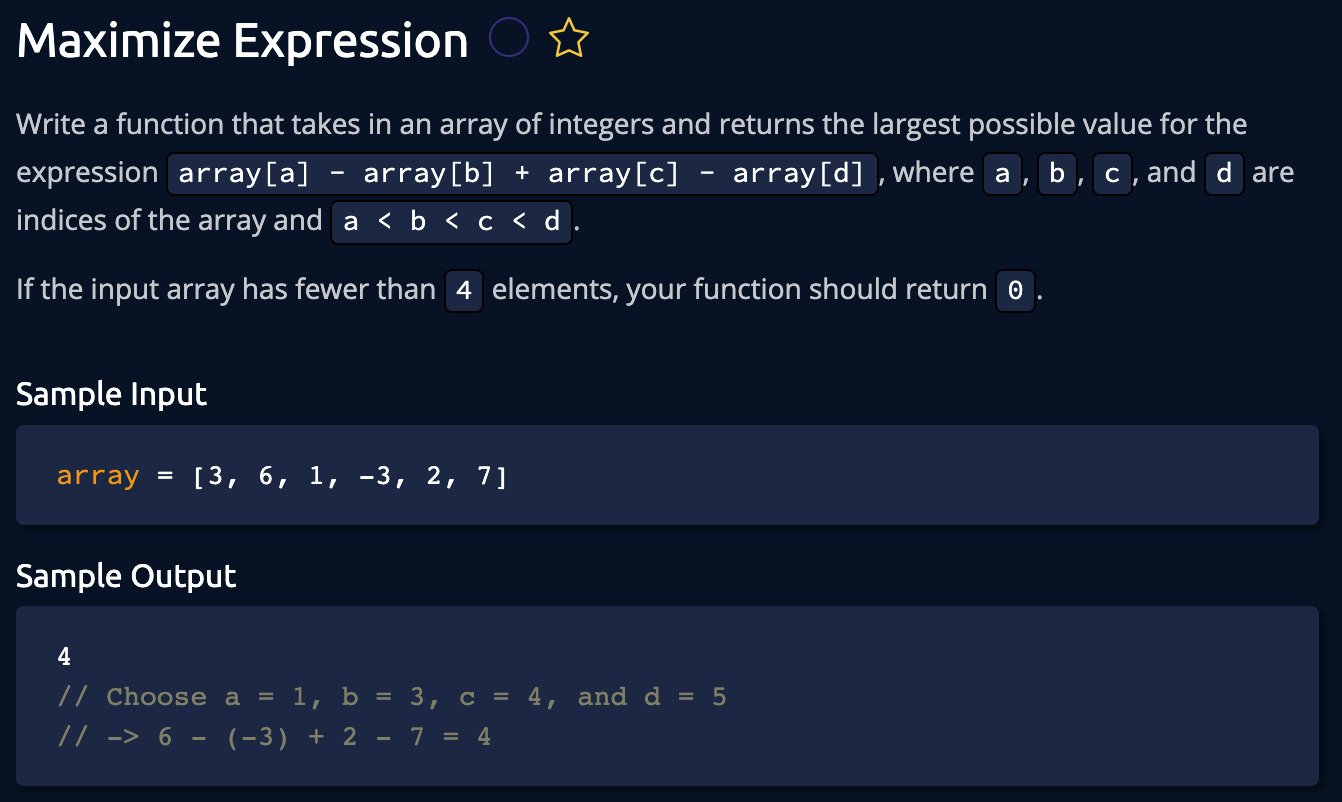 Maximize Expression
Write a function that takes in an array of integers and returns the largest possible value for the
expression array[a] - array[b] + array[c] - array[d], where a, b, c, and d are
indices of the array and a < b < c < d.
If the input array has fewer than 4 elements, your function should return 0.
Sample Input
array = [3, 6, 1, -3, 2, 7]
Sample Output
4
// Choose a = 1, b = 3, c = 4, and d = 5
// -> 6 - (-3) + 2 - 7 = 4